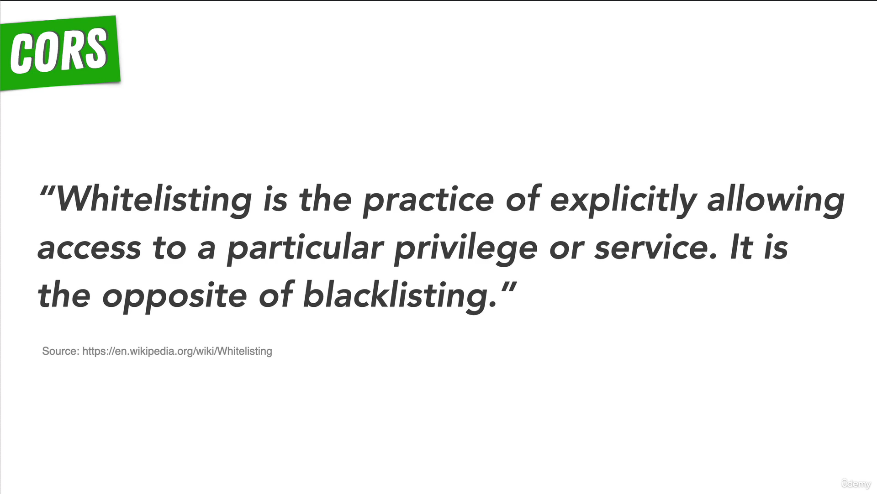 CORS
“Whitelisting is the practice of explicitly allowing
access to a particular privilege or service. It is
the opposite of blacklisting.”
Source: https://en.wikipedia.org/wiki/Whitelisting
ûdemy